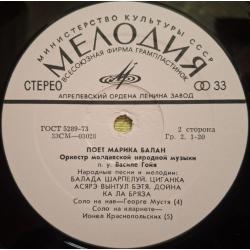 МИНИСТЕРСТВО КУЛЬТУРЫ СССР
МЕЛОДИЯ
ВСЕСОЮЗНАЯ ФИРМА ГРАМПЛАСТИНОК
СТЕРЕО
33
АПРЕЛЕВСКИЙ ОРДЕНА ЛЕНИНА ЗАВОД
ГОСТ 5289-73
33СМ—03028
2 сторона
Гр. 2. 1-20
ПОЕТ МАРИКА БАЛАН
Оркестр молдавской народной музыки
п. у. Василе Гойя
Народные песни и мелодии:
БАЛАДА ШАРПЕЛУЙ. ЦИГАНКА
АСЯРЭ ВЫНТУЛ БЭТЯ, ДОЙНА
КА ЛА БРЯЗА
Соло на нае—Георге Мустя (4)
Соло на кларнете—
Ионел Краснопольских (5)